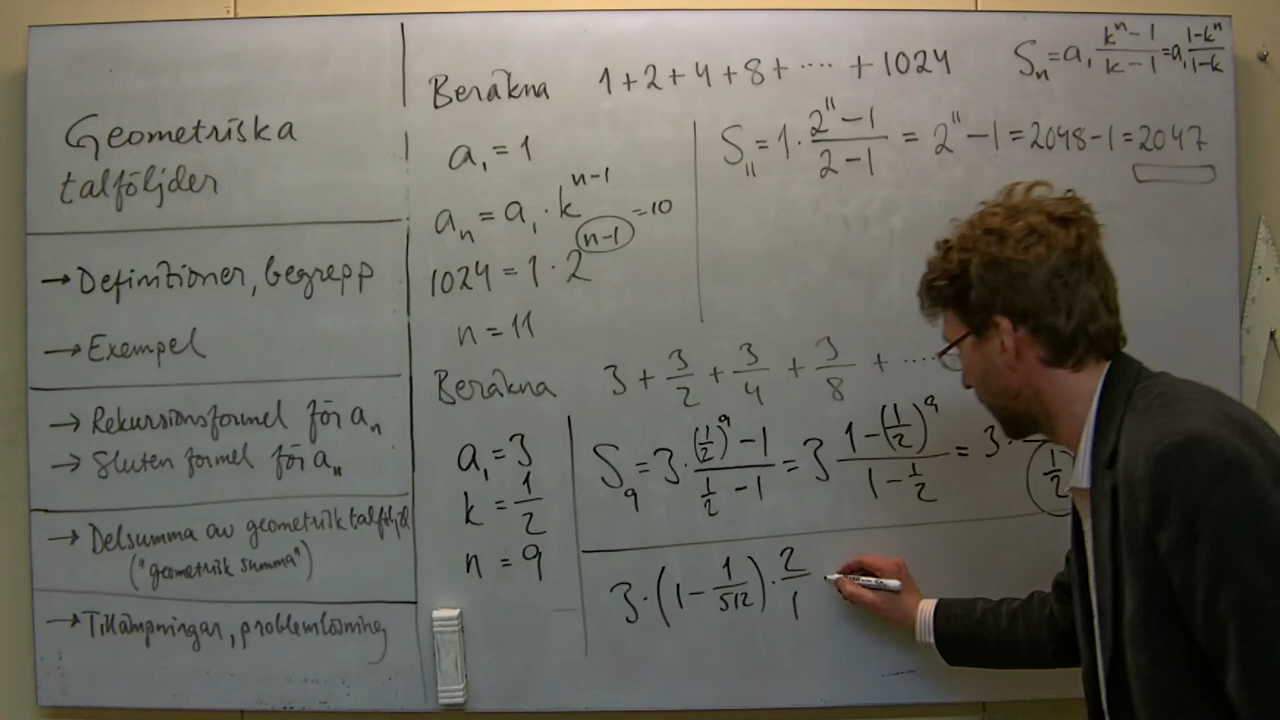 Geometriska
talföljder
→ Definitioner, begrepp
→ Exempel
→ Rekursionsformel för aₙ
→ Sluten formel för aₙ
→ Delsumma av geometrisk talföljd
("geometrisk summa")
→ Tillämpningar, problemlösning
Beräkna 1+2+4+8+····+1024
Sₙ=a₁ (kⁿ-1)/(k-1)=a₁ (1-kⁿ)/(1-k)
a₁=1
aₙ=a₁·kⁿ⁻¹
1024=1·2ⁿ⁻¹ =10
n=11
S₁₁=1·(2¹¹-1)/(2-1)=2¹¹-1=2048-1=2047
Beräkna 3+3/2+3/4+3/8+····
a₁=3
k=1/2
n=9
S₉=3·((1/2)⁹-1)/(1/2-1)=3 (1-(1/2)⁹)/(1-1/2)=3· 1/2
3·(1-1/512)·2/1